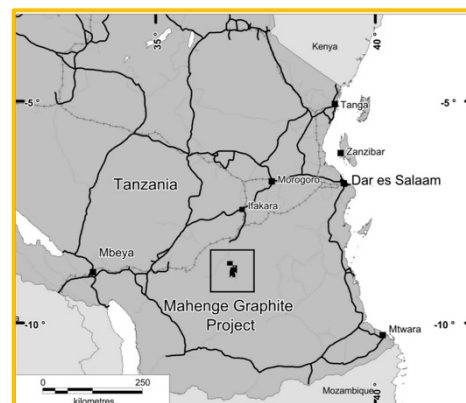 35°
40°
Kenya
-5°
-5°
Tanga
Zanzibar
Tanzania
Morogoro
Dar es Salaam
Ifakara
Mbeya
Mahenge Graphite
Project
-10°
-10°
Mtwara
0
250
kilometres
Mozambique
40°